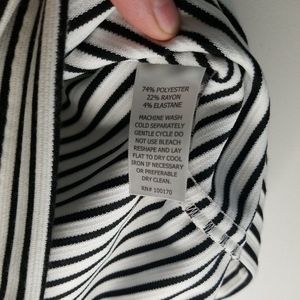 74% POLYESTER
22% RAYON
4% ELASTANE
MACHINE WASH
COLD SEPARATELY
GENTLE CYCLE DO
NOT USE BLEACH
RESHAPE AND LAY
FLAT TO DRY COOL
IRON IF NECESSARY
OR PREFERABLE
DRY CLEAN.
RN# 100170